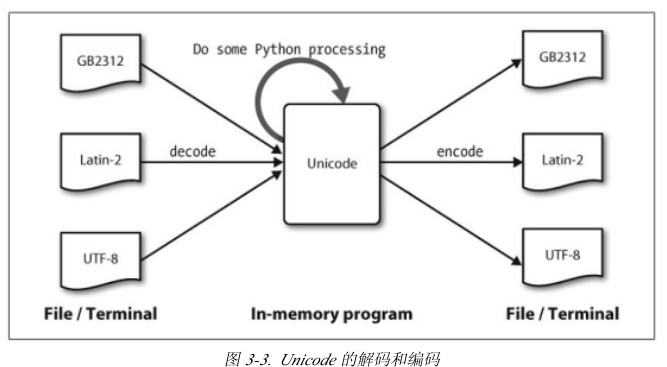 Do some Python processing
GB2312
GB2312
Latin-2
decode
Unicode
encode
Latin-2
UTF-8
UTF-8
File / Terminal
In-memory program
File / Terminal
图 3-3. Unicode 的解码和编码